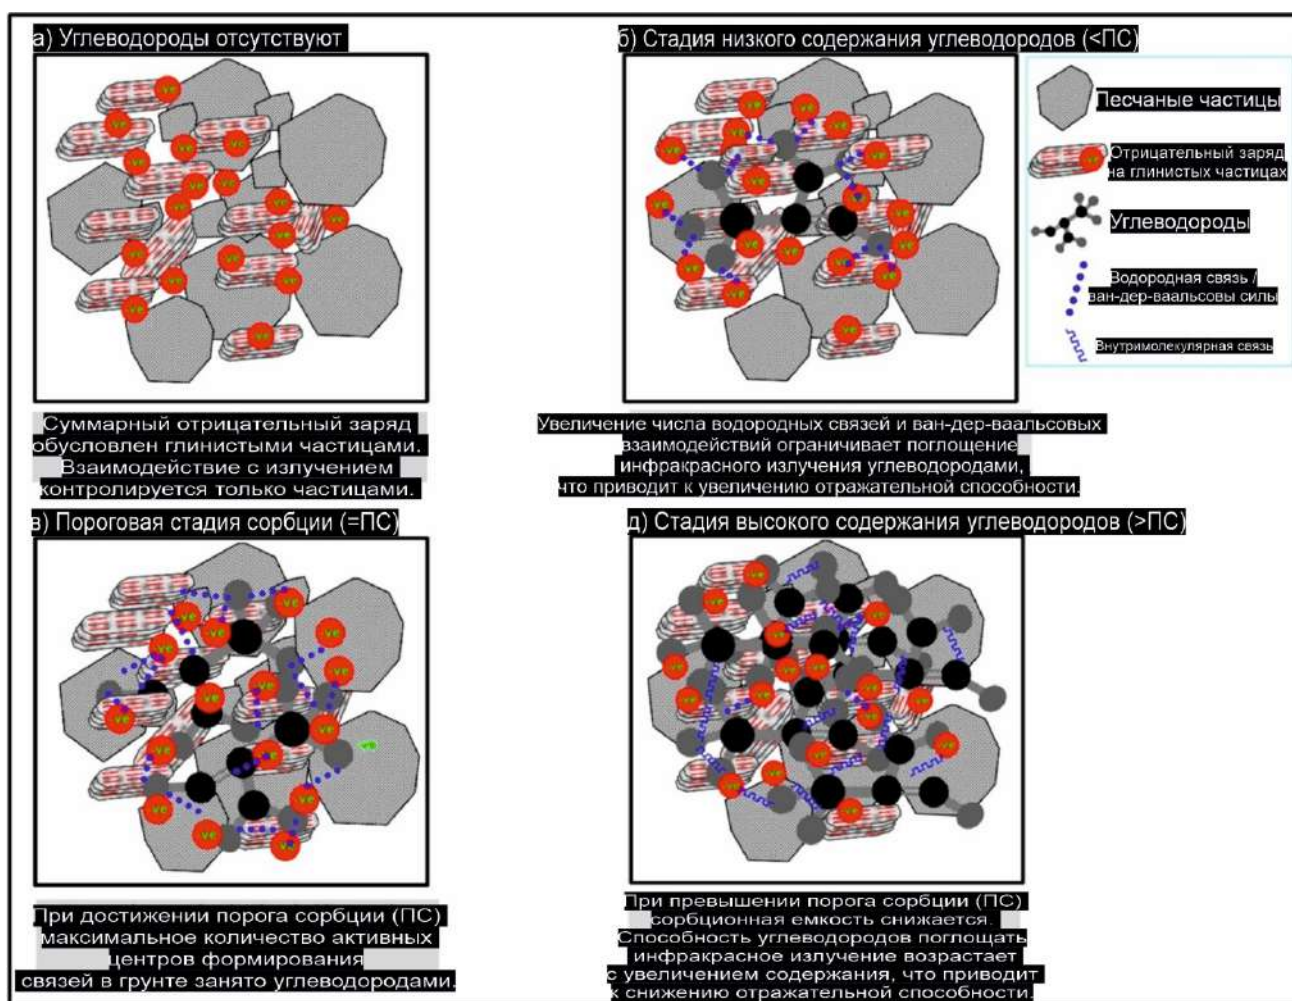 а) Углеводороды отсутствуют
б) Стадия низкого содержания углеводородов (<ПС)
Песчаные частицы
Отрицательный заряд
на глинистых частицах
Углеводороды
Водородная связь /
ван-дер-ваальсовы силы
Внутримолекулярная связь
Суммарный отрицательный заряд
обусловлен глинистыми частицами.
Взаимодействие с излучением
контролируется только частицами.
Увеличение числа водородных связей и ван-дер-ваальсовых
взаимодействий ограничивает поглощение
инфракрасного излучения углеводородами,
что приводит к увеличению отражательной способности.
в) Пороговая стадия сорбции (=ПС)
д) Стадия высокого содержания углеводородов (>ПС)
При достижении порога сорбции (ПС)
максимальное количество активных
центров формирования
связей в грунте занято углеводородами.
При превышении порога сорбции (ПС)
сорбционная емкость снижается.
Способность углеводородов поглощать
инфракрасное излучение возрастает
с увеличением содержания, что приводит
к снижению отражательной способности.